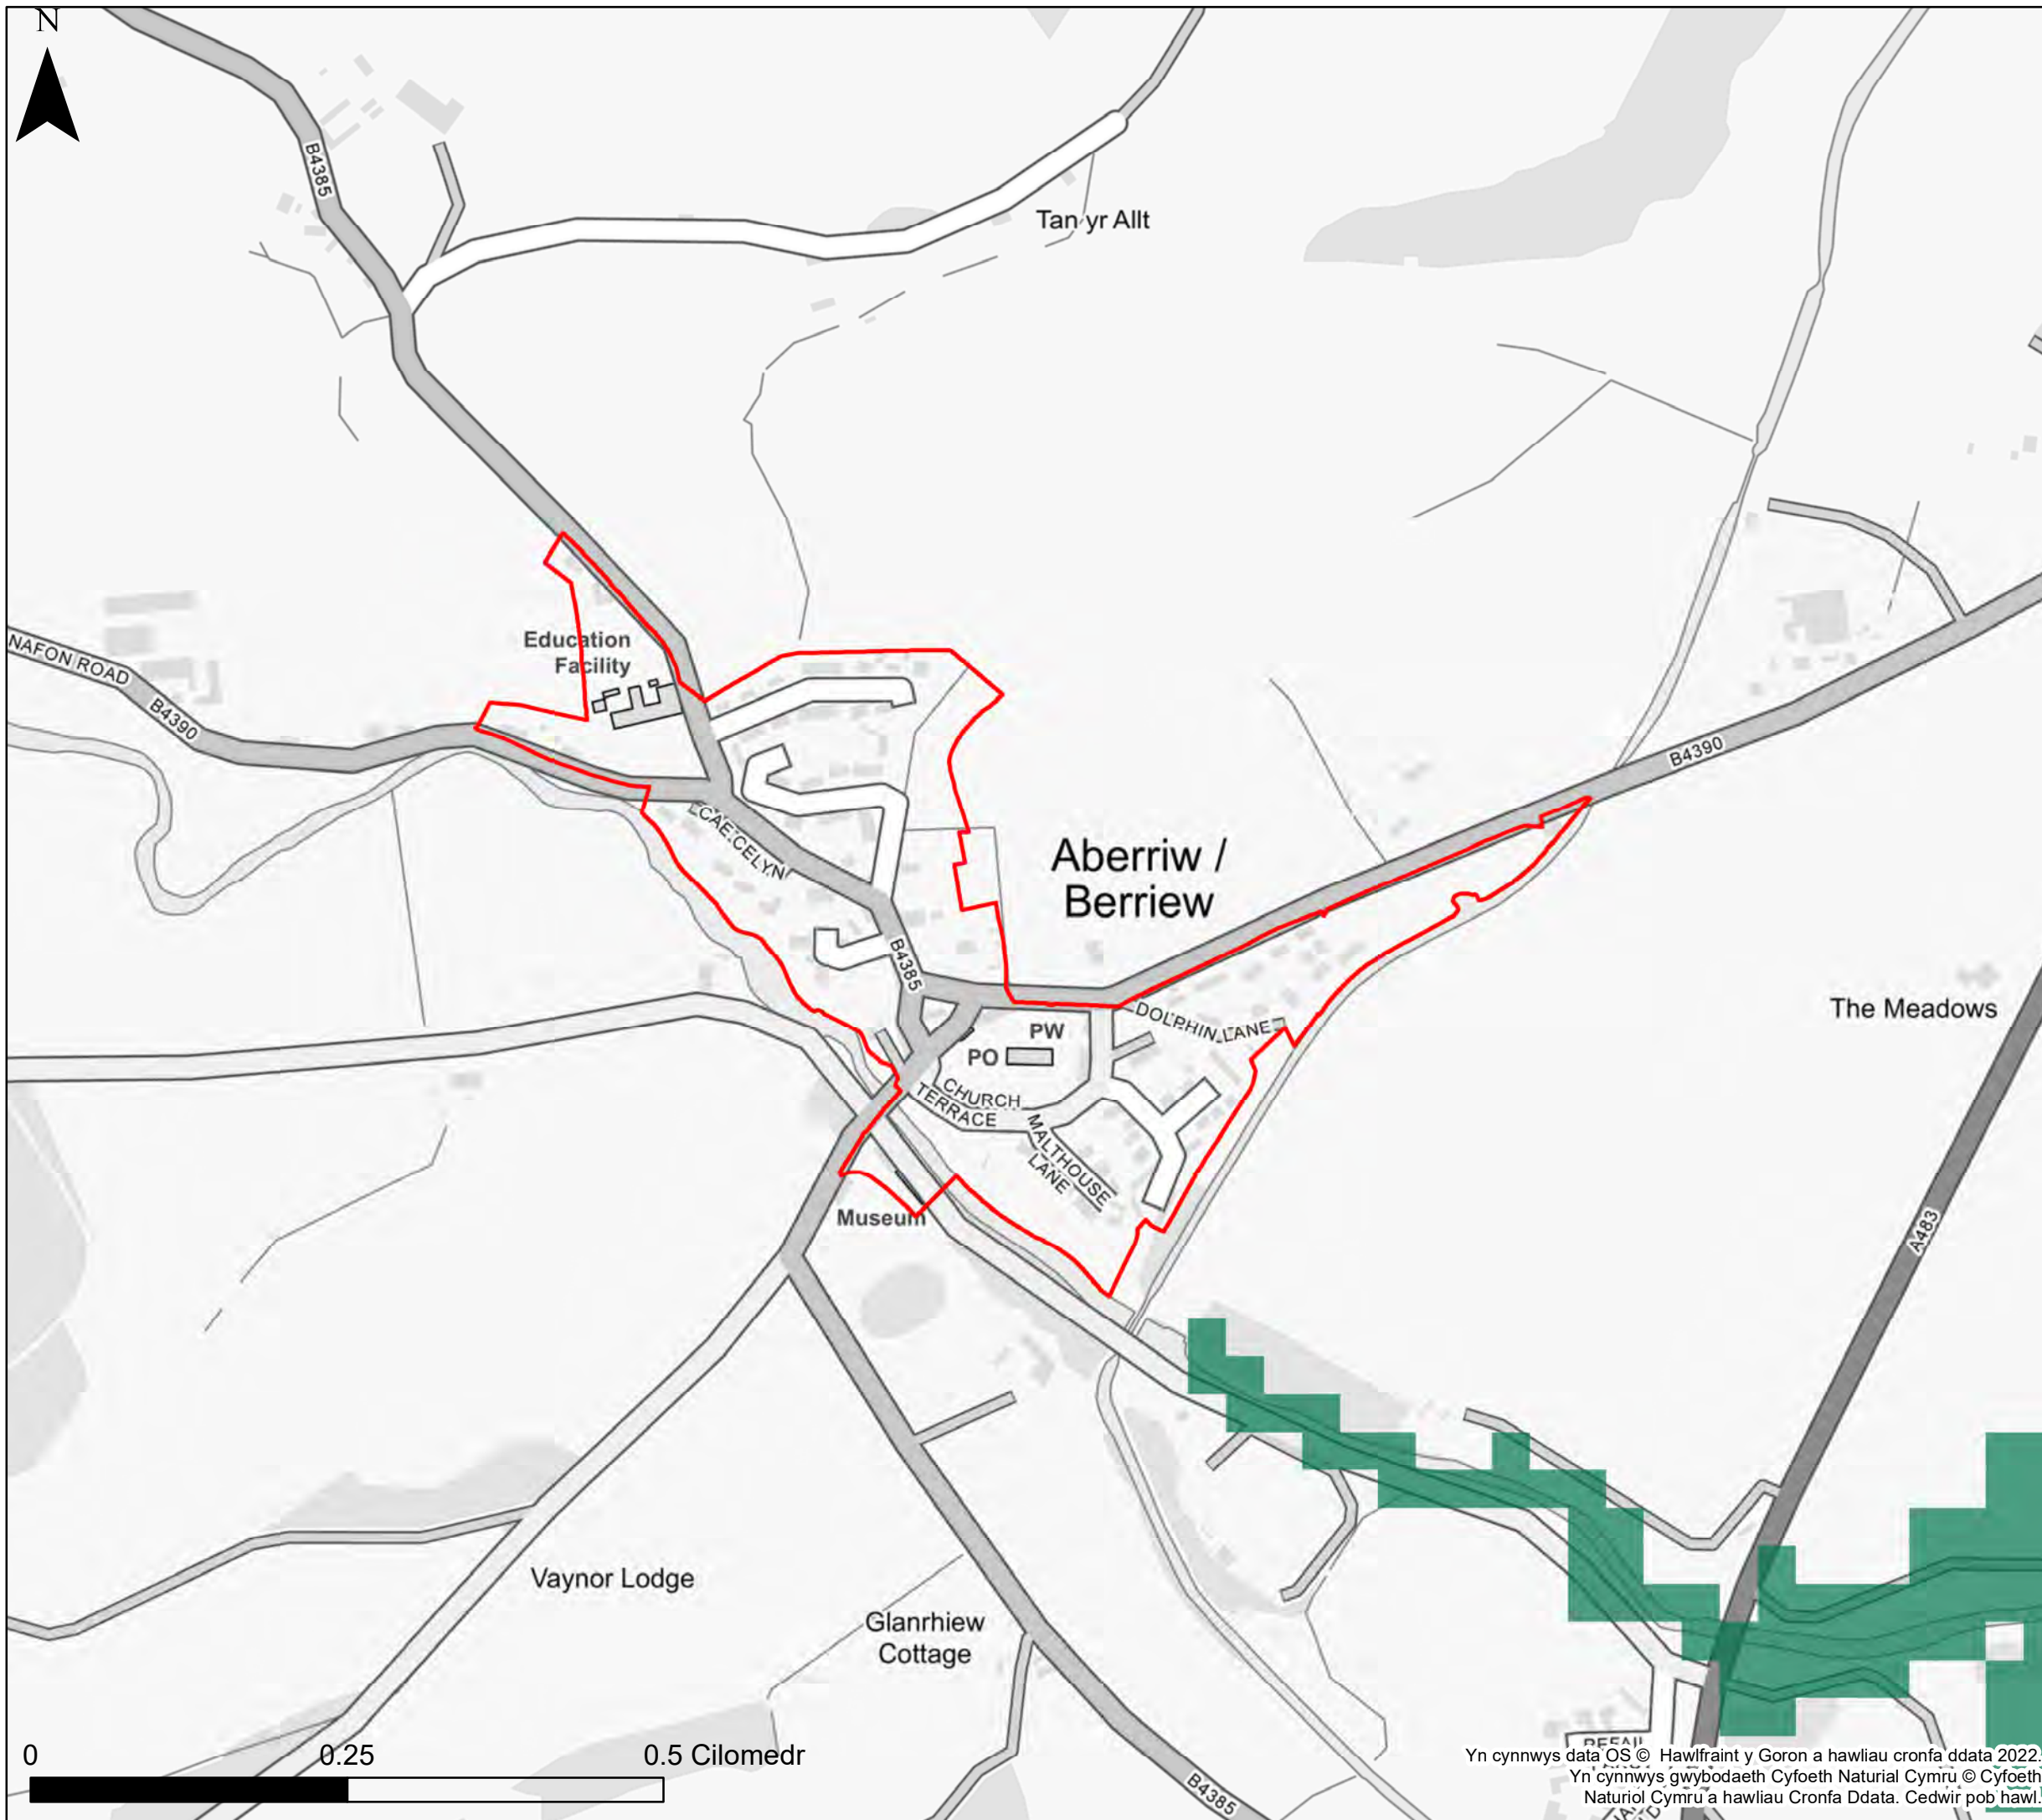 N
B4385
Tan yr Allt
Education
Facility
NAFON ROAD
B4390
B4390
CAE CELYN
Aberriw /
Berriew
B4385
The Meadows
DOLPHIN LANE
PW
PO
CHURCH
TERRACE
MALTHOUSE
LANE
Museum
A483
Vaynor Lodge
Glanrhiew
Cottage
B4385
0 0.25 0.5 Cilomedr
REFAIL
Yn cynnwys data OS © Hawlfraint y Goron a hawliau cronfa ddata 2022.
Yn cynnwys gwybodaeth Cyfoeth Naturial Cymru © Cyfoeth
Naturiol Cymru a hawliau Cronfa Ddata. Cedwir pob hawl.